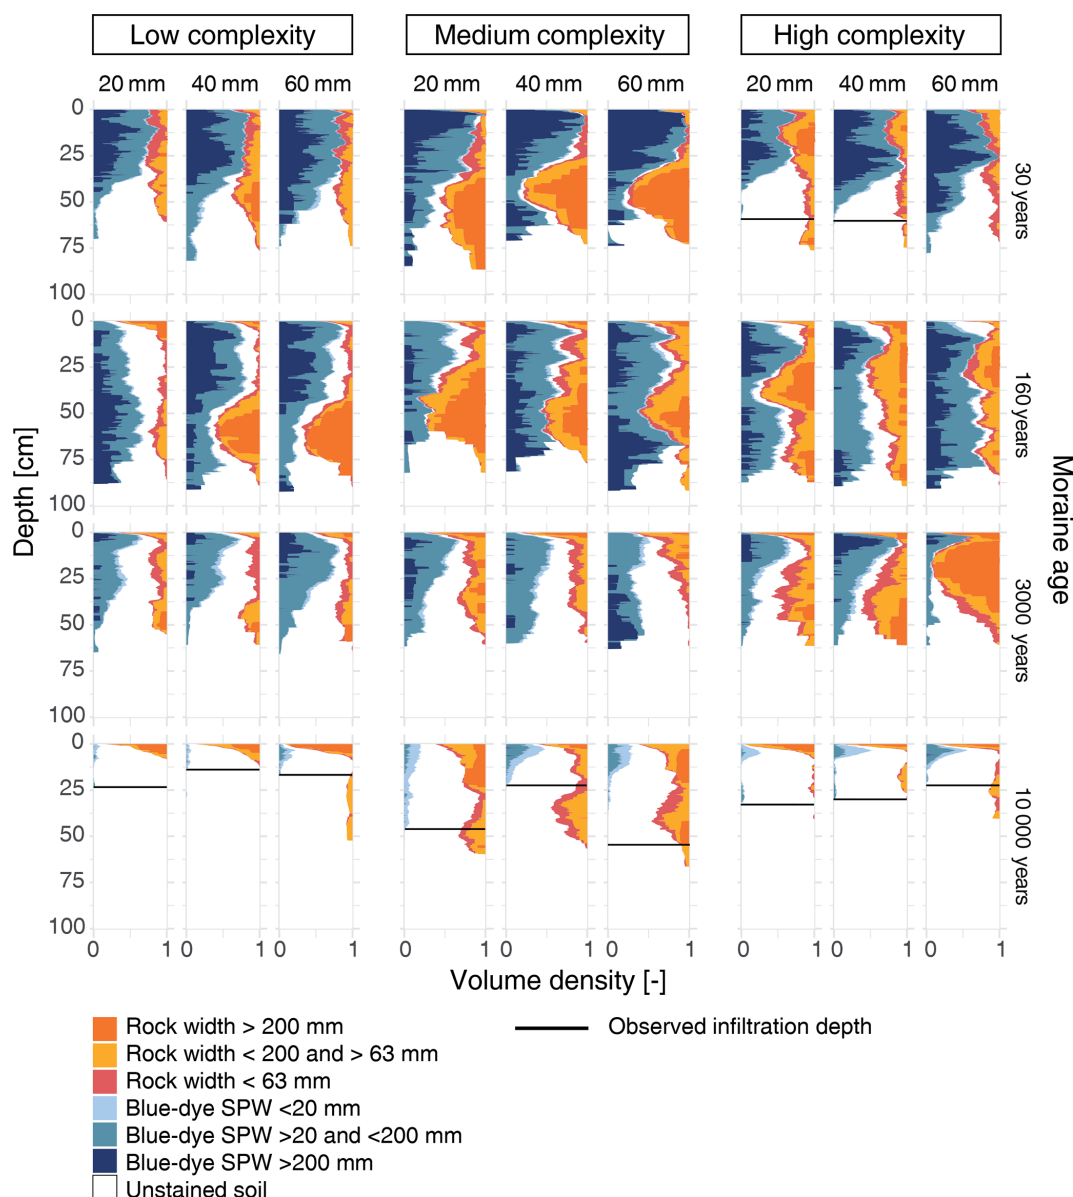 Low complexity Medium complexity High complexity
20 mm 40 mm 60 mm 20 mm 40 mm 60 mm 20 mm 40 mm 60 mm
0
25
50
75
100
30 years
0
25
50
75
100
160 years
0
25
50
75
100
3000 years
0
25
50
75
100
10 000 years
Depth [cm]
Moraine age
0 1 0 1 0 1 0 1 0 1 0 1 0 1 0 1 0 1
Volume density [-]
Rock width > 200 mm
Rock width < 200 and > 63 mm
Rock width < 63 mm
Blue-dye SPW <20 mm
Blue-dye SPW >20 and <200 mm
Blue-dye SPW >200 mm
Unstained soil
Observed infiltration depth